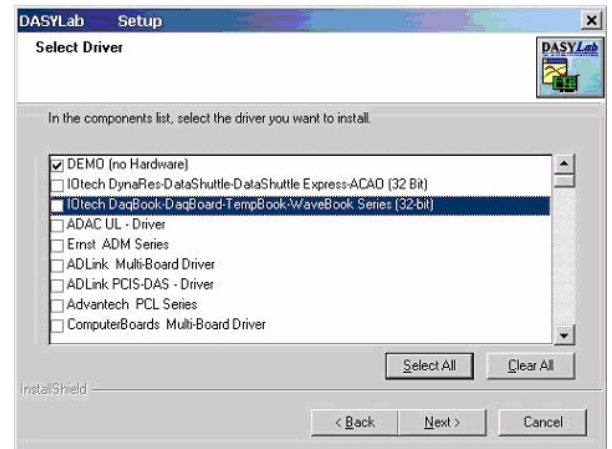 DASYLab Setup
Select Driver
DASYLab
In the components list, select the driver you want to install.
DEMO (no Hardware)
IOtech DynaRes-DataShuttle-DataShuttle Express-ACAO (32 Bit)
IOtech DaqBook-DaqBoard-TempBook-WaveBook Series (32-bit)
ADAC UL - Driver
Ernst ADM Series
ADLink Multi-Board Driver
ADLink PCIS-DAS - Driver
Advantech PCL Series
ComputerBoards Multi-Board Driver
Select All
Clear All
InstallShield
< Back
Next >
Cancel